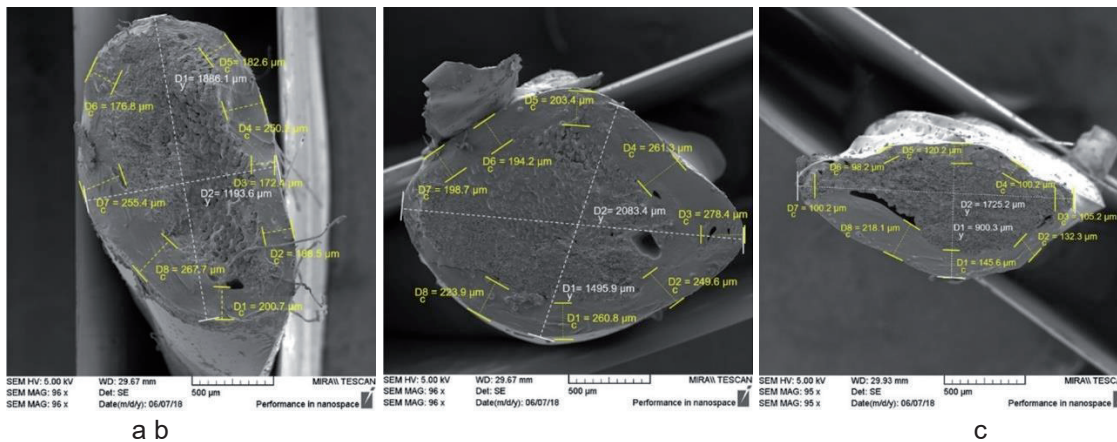 D5 = 182.6 µm
c
D1 = 1886.1 µm
y
D6 = 176.8 µm
c
D4 =
c
D3 = 172.4 µm
c
D2 = 1193.6 µm
y
D7 = 255.4 µm
c
D2 = µm
c
D8 = 267.7 µm
c
D1 = 200.7 µm
c
SEM HV: 5.00 kV WD: 29.67 mm MIRA\\ TESCAN
SEM MAG: 96 x Det: SE 500 µm
SEM MAG: 96 x Date(m/d/y): 06/07/18 Performance in nanospace
D5 = 203.4 µm
c
D4 = 261.3 µm
c
D6 = 194.2 µm
c
D7 = 198.7 µm
c
D2 = 2083.4 µm
y
D3 = 278.4 µm
c
D2 = 249.6 µm
c
D8 = 223.9 µm
c
D1 = 1495.9 µm
y
D1 = 260.8 µm
c
SEM HV: 5.00 kV WD: 29.67 mm MIRA\\ TESCAN
SEM MAG: 96 x Det: SE 500 µm
SEM MAG: 96 x Date(m/d/y): 06/07/18 Performance in nanospace
D5 = 120.2 µm
c
D6 = 98.2 µm
c
D4 = 100.2 µm
c
D7 = 100.2 µm
c
D2 = 1725.2 µm
y
D3 = 105.2 µm
c
D8 = 218.1 µm
c
D1 = 900.3 µm
y
D2 = 132.3 µm
c
D1 = 145.6 µm
c
SEM HV: 5.00 kV WD: 29.93 mm MIRA\\ TESCAN
SEM MAG: 95 x Det: SE 500 µm
SEM MAG: 95 x Date(m/d/y): 06/07/18 Performance in nanospace
a b c